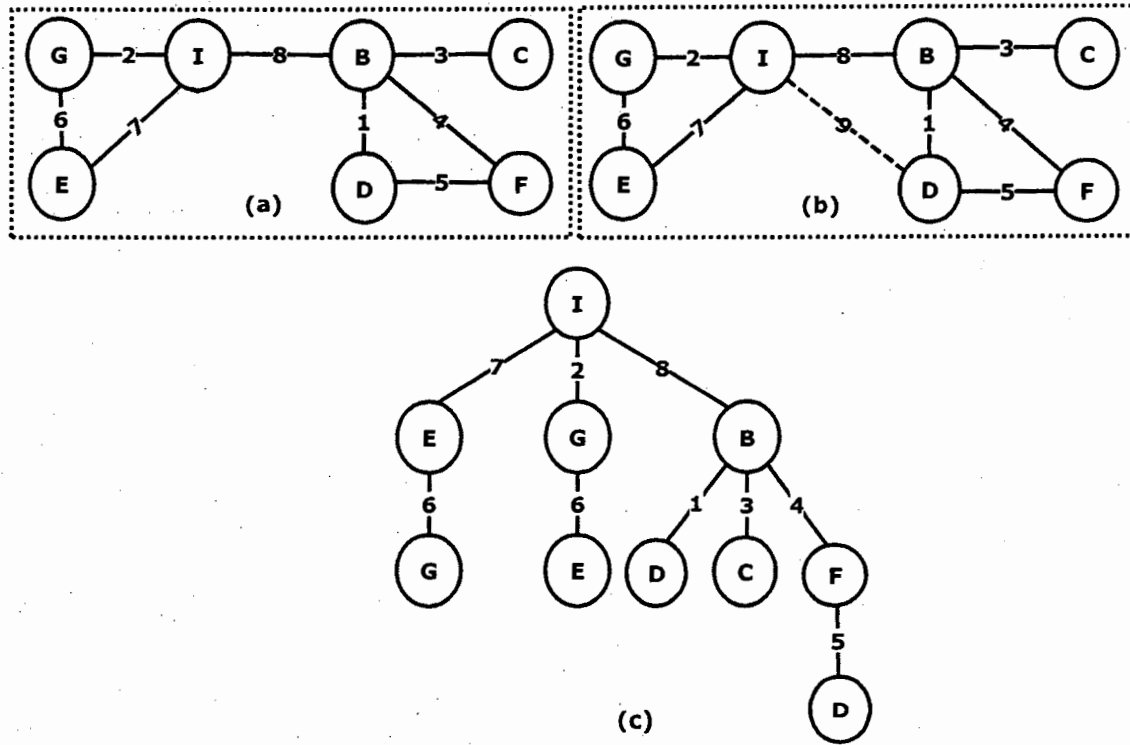 G 2 I 8 B 3 C
6 7 1 4
E D 5 F
(a)
G 2 I 8 B 3 C
6 7 9 1 4
E D 5 F
(b)
I
7 2 8
E G B
6 6 1 3 4
G E D C F
5
D
(c)